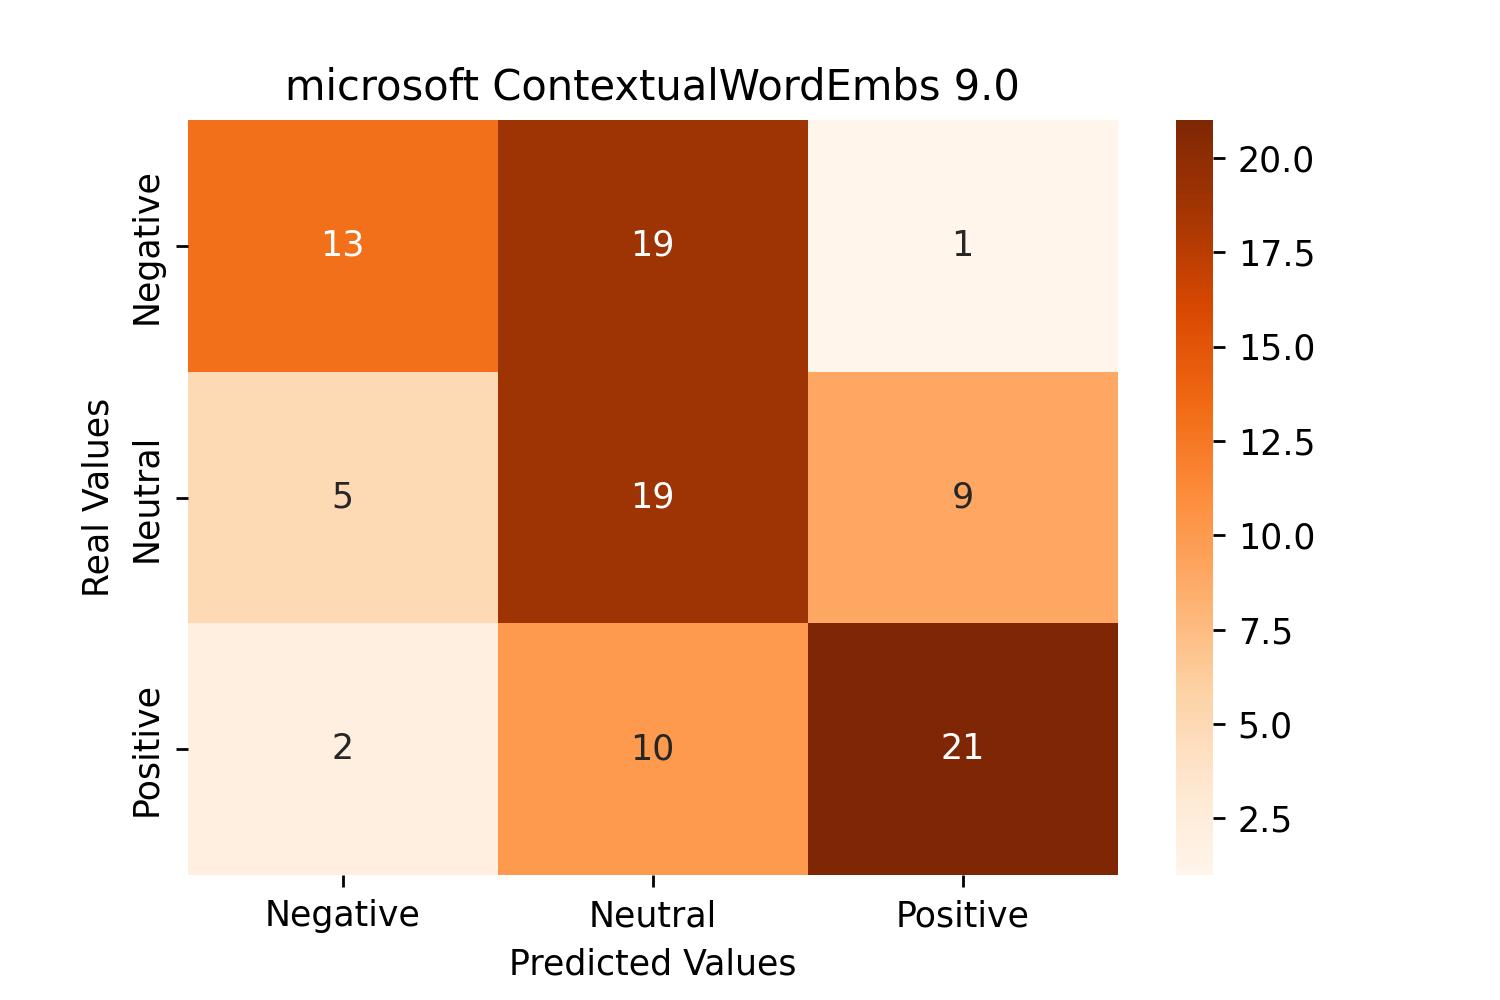 microsoft ContextualWordEmbs 9.0
Real Values
Negative
13 19 1
Neutral
5 19 9
Positive
2 10 21
Negative Neutral Positive
Predicted Values
20.0
17.5
15.0
12.5
10.0
7.5
5.0
2.5